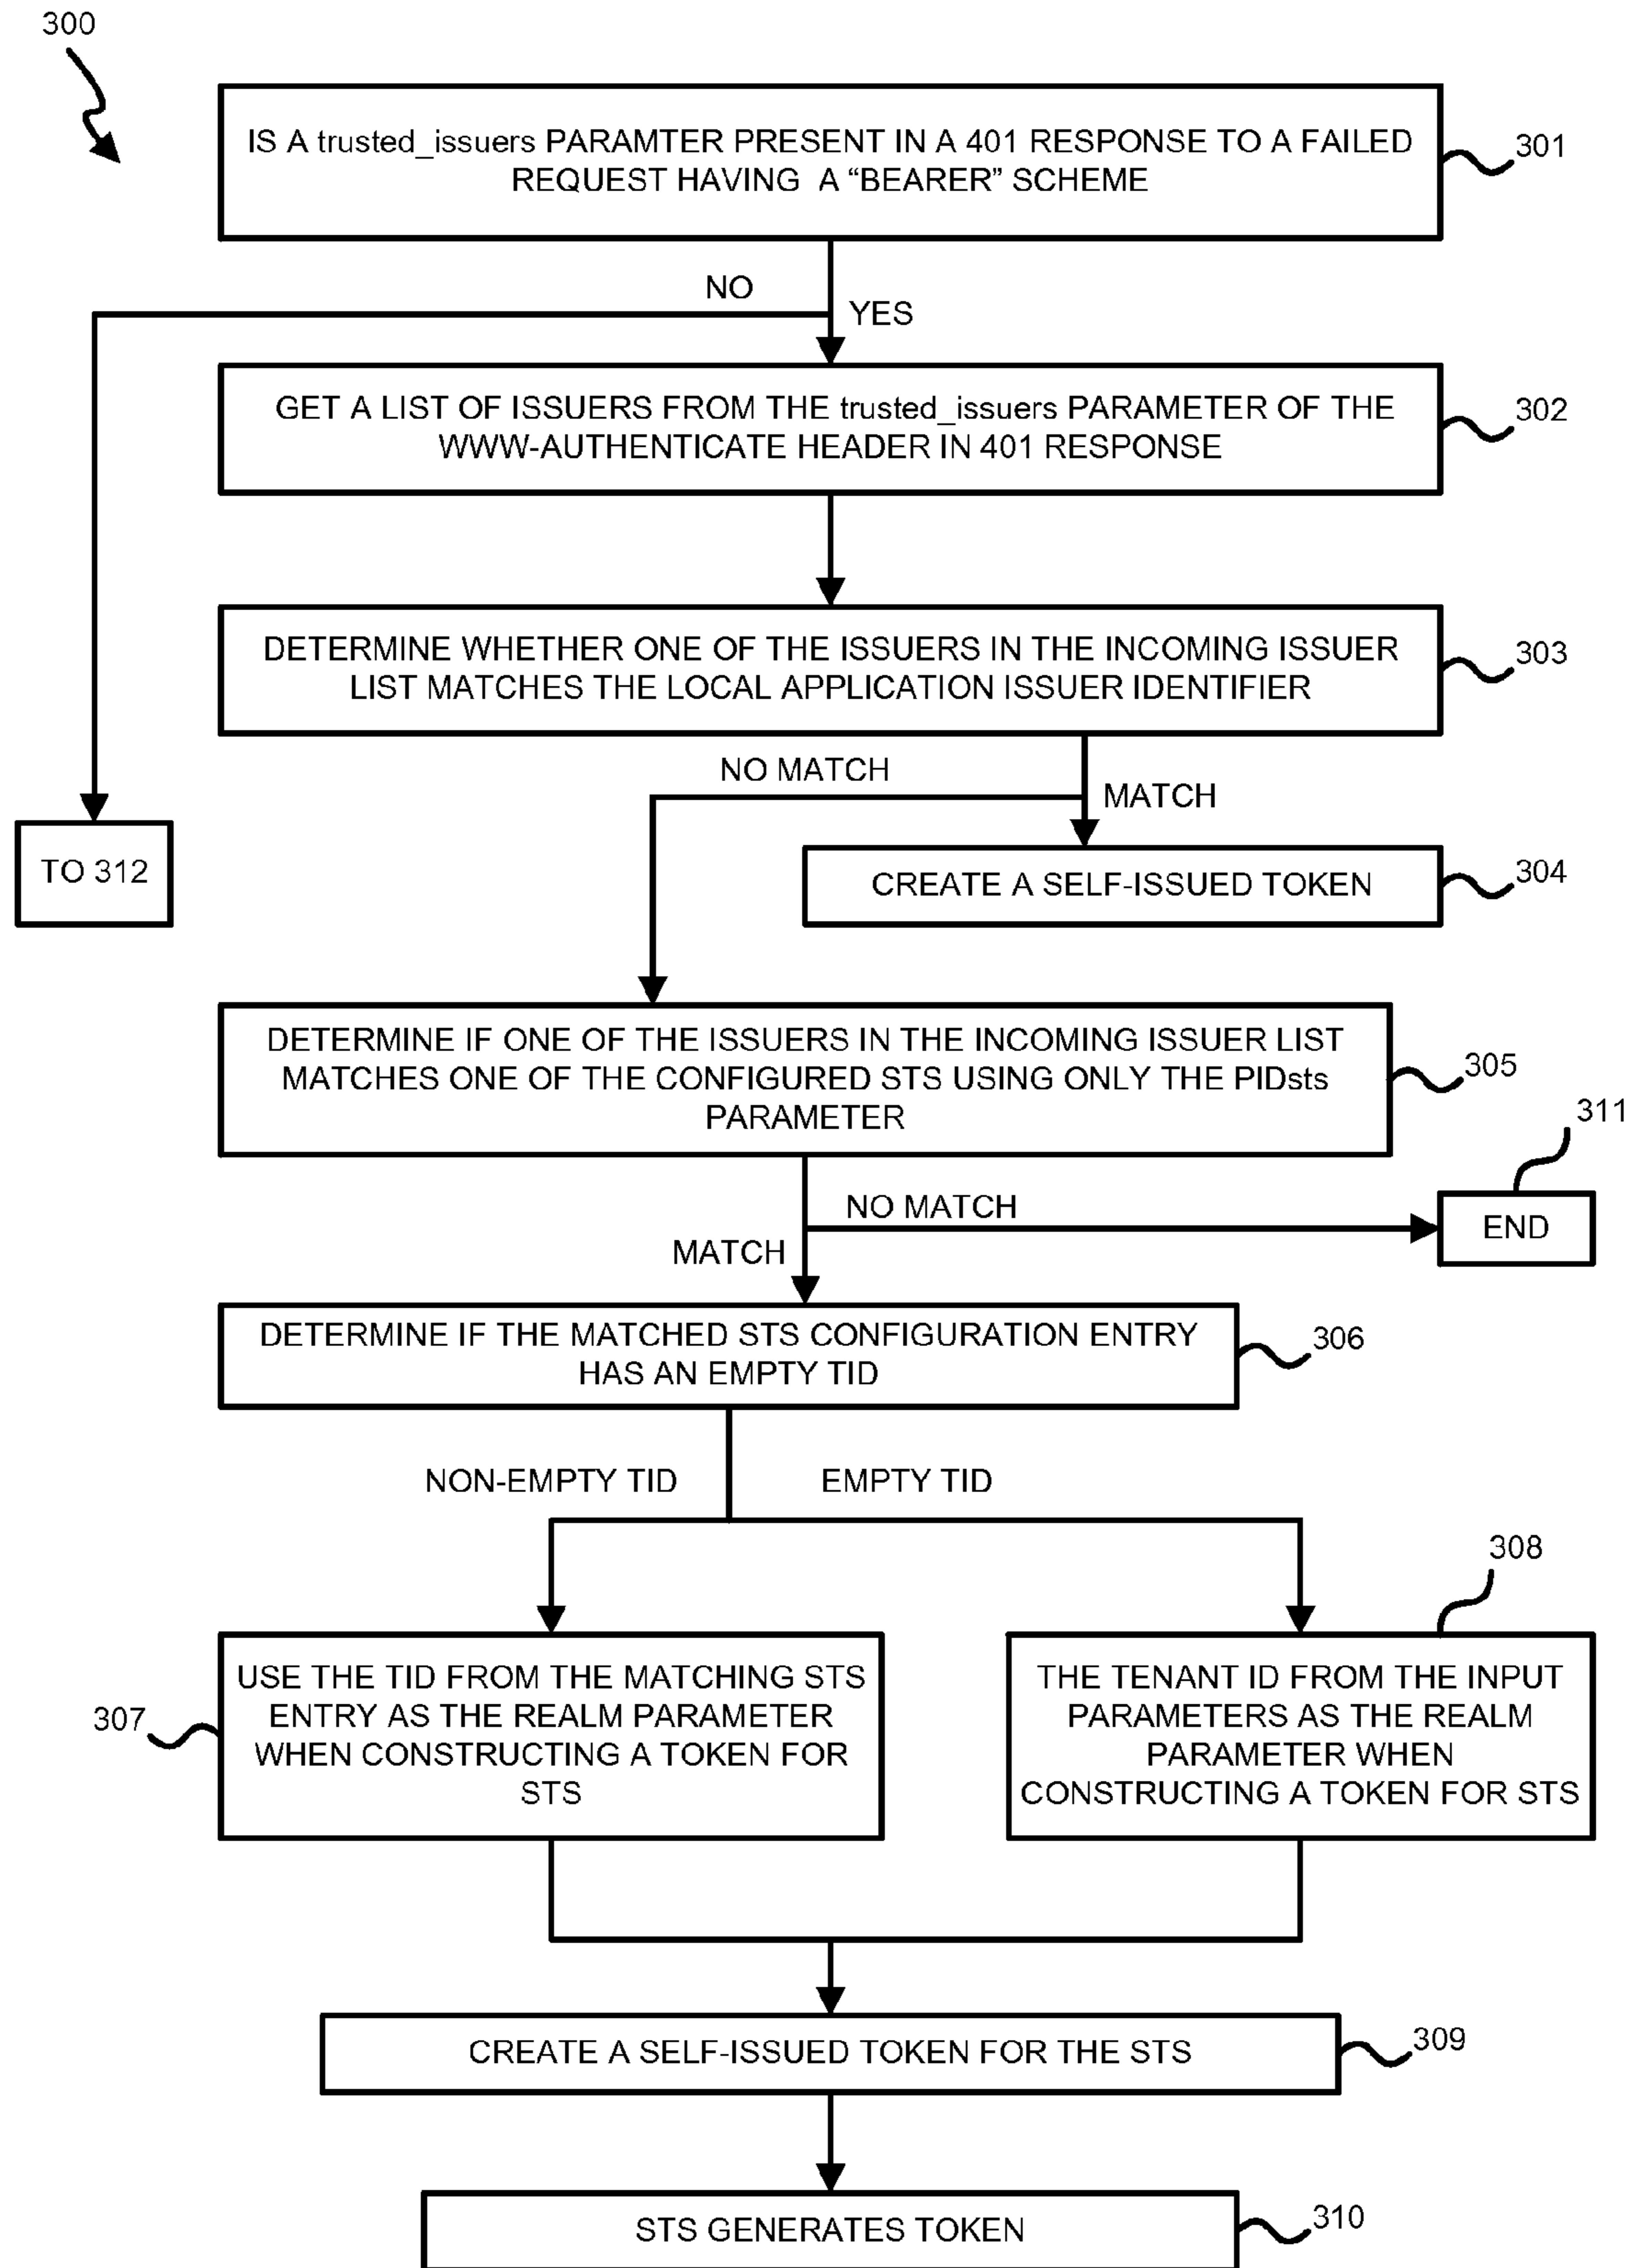 300
IS A trusted_issuers PARAMTER PRESENT IN A 401 RESPONSE TO A FAILED
REQUEST HAVING A “BEARER” SCHEME
301
NO
YES
GET A LIST OF ISSUERS FROM THE trusted_issuers PARAMETER OF THE
WWW-AUTHENTICATE HEADER IN 401 RESPONSE
302
DETERMINE WHETHER ONE OF THE ISSUERS IN THE INCOMING ISSUER
LIST MATCHES THE LOCAL APPLICATION ISSUER IDENTIFIER
303
NO MATCH
MATCH
TO 312
CREATE A SELF-ISSUED TOKEN
304
DETERMINE IF ONE OF THE ISSUERS IN THE INCOMING ISSUER LIST
MATCHES ONE OF THE CONFIGURED STS USING ONLY THE PIDsts
PARAMETER
305
311
NO MATCH
END
MATCH
DETERMINE IF THE MATCHED STS CONFIGURATION ENTRY
HAS AN EMPTY TID
306
NON-EMPTY TID
EMPTY TID
308
307
USE THE TID FROM THE MATCHING STS
ENTRY AS THE REALM PARAMETER
WHEN CONSTRUCTING A TOKEN FOR
STS
THE TENANT ID FROM THE INPUT
PARAMETERS AS THE REALM
PARAMETER WHEN
CONSTRUCTING A TOKEN FOR STS
CREATE A SELF-ISSUED TOKEN FOR THE STS
309
STS GENERATES TOKEN
310